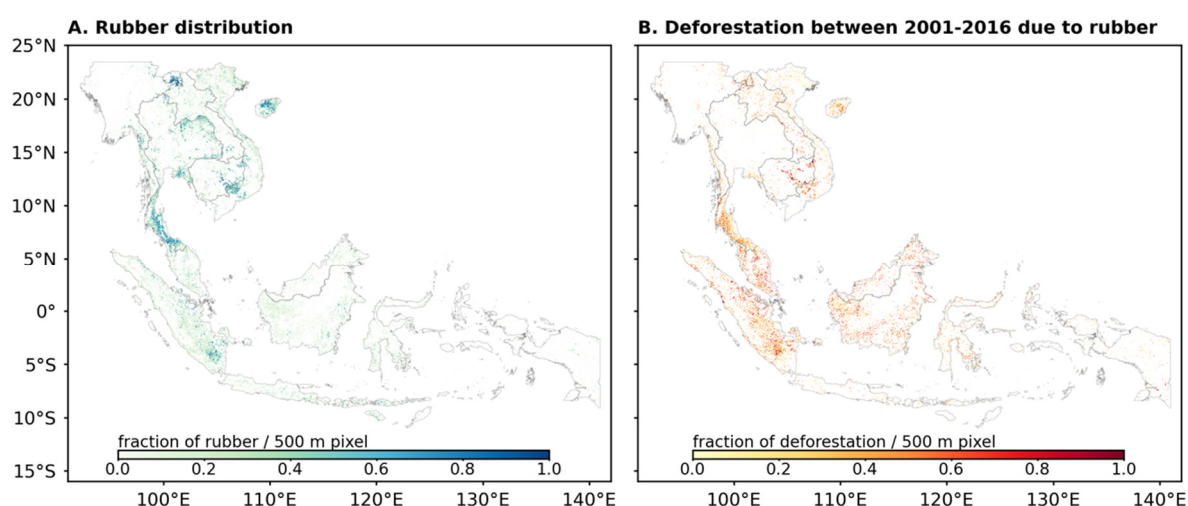 A. Rubber distribution
B. Deforestation between 2001-2016 due to rubber
25°N
20°N
15°N
10°N
5°N
0°
5°S
10°S
15°S
fraction of rubber / 500 m pixel
0.0 0.2 0.4 0.6 0.8 1.0
100°E 110°E 120°E 130°E 140°E
fraction of deforestation / 500 m pixel
0.0 0.2 0.4 0.6 0.8 1.0
100°E 110°E 120°E 130°E 140°E